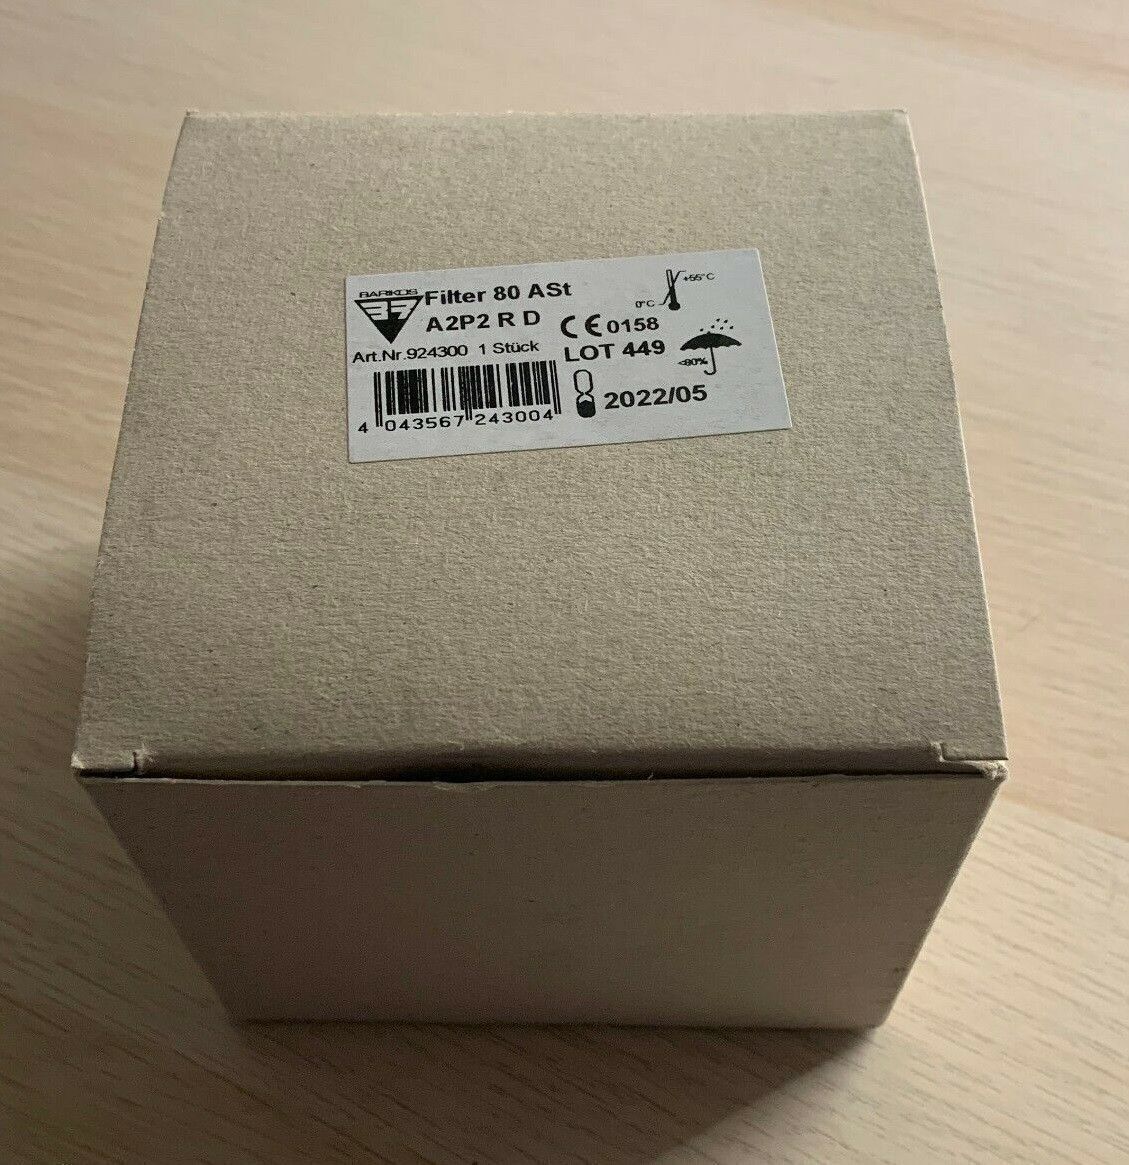 BARIKOS
Filter 80 ASt
A2P2 R D
Art.Nr.924300 1 Stück
CE 0158
LOT 449
2022/05
+55°C
0°C
<80%
4 043567 243004